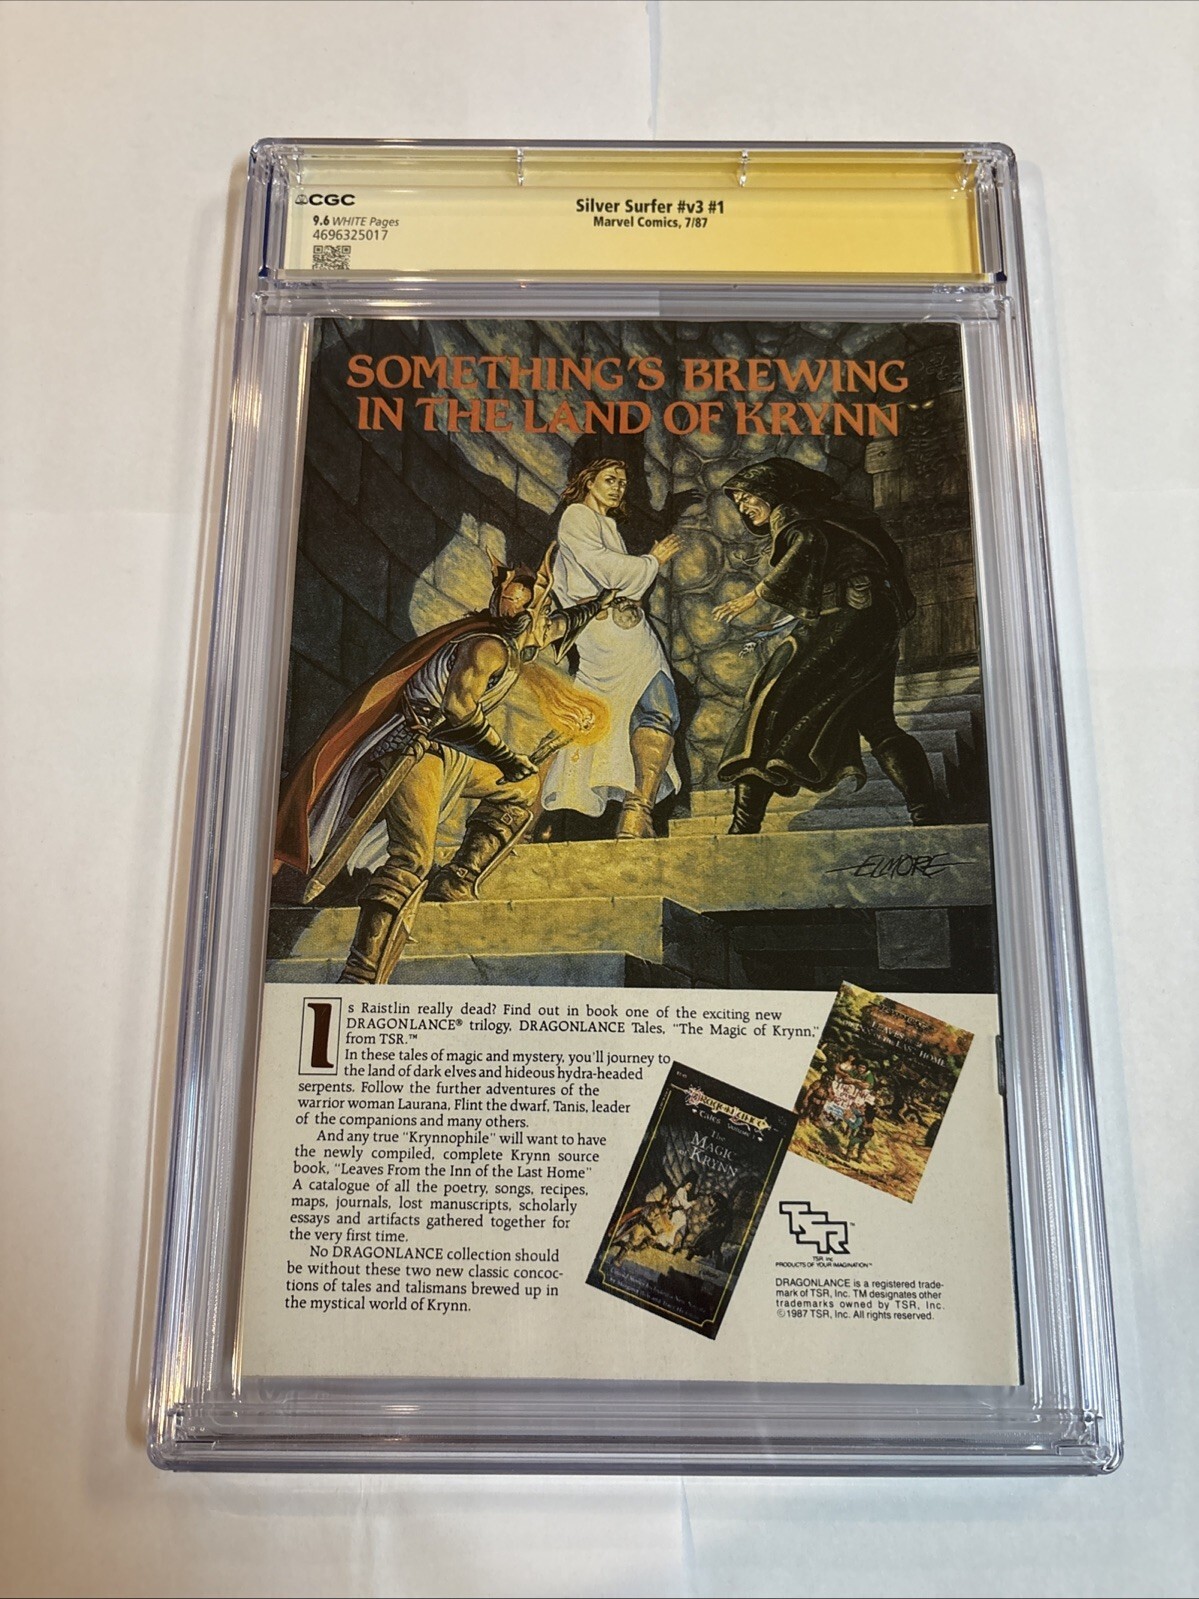 CGC
9.6 WHITE Pages
4696325017
Silver Surfer #v3 #1
Marvel Comics, 7/87
SOMETHING'S BREWING
IN THE LAND OF KRYNN
ELMORE
Is Raistlin really dead? Find out in book one of the exciting new
DRAGONLANCE® trilogy, DRAGONLANCE Tales, "The Magic of Krynn,"
from TSR.™
In these tales of magic and mystery, you'll journey to
the land of dark elves and hideous hydra-headed
serpents. Follow the further adventures of the
warrior woman Laurana, Flint the dwarf, Tanis, leader
of the companions and many others.
And any true "Krynnophile" will want to have
the newly compiled, complete Krynn source
book, "Leaves From the Inn of the Last Home"
A catalogue of all the poetry, songs, recipes,
maps, journals, lost manuscripts, scholarly
essays and artifacts gathered together for
the very first time.
No DRAGONLANCE collection should
be without these two new classic concoc-
tions of tales and talismans brewed up in
the mystical world of Krynn.
DRAGONLANCE
TALES
The
MAGIC
of KRYNN
TSR™
TSR, Inc.
PRODUCTS OF YOUR IMAGINATION™
DRAGONLANCE is a registered trade-
mark of TSR, Inc. TM designates other
trademarks owned by TSR, Inc.
©1987 TSR, Inc. All rights reserved.